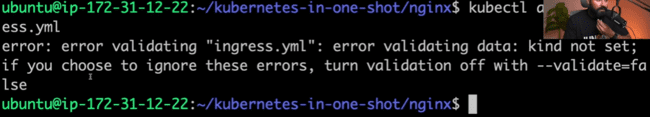 ubuntu@ip-172-31-12-22:~/kubernetes-in-one-shot/nginx$ kubectl
ess.yml
error: error validating "ingress.yml": error validating data: kind not set;
if you choose to ignore these errors, turn validation off with --validate=fa
lse
ubuntu@ip-172-31-12-22:~/kubernetes-in-one-shot/nginx$